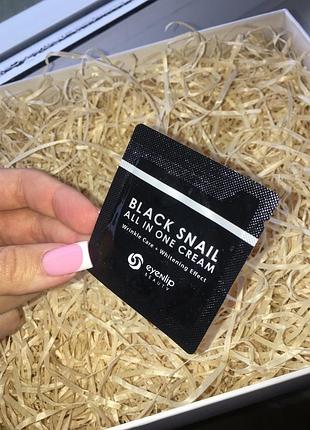 BLACK SNAIL
ALL IN ONE CREAM
Wrinkle Care + Whitening Effect
eyenlip
BEAUTY